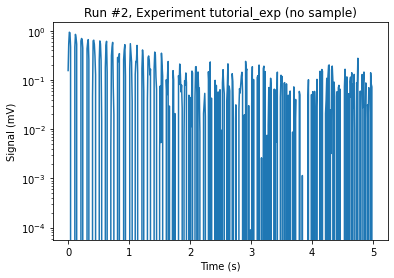 Run #2, Experiment tutorial_exp (no sample)
Signal (mV)
10⁰
10⁻¹
10⁻²
10⁻³
10⁻⁴
0 1 2 3 4 5
Time (s)